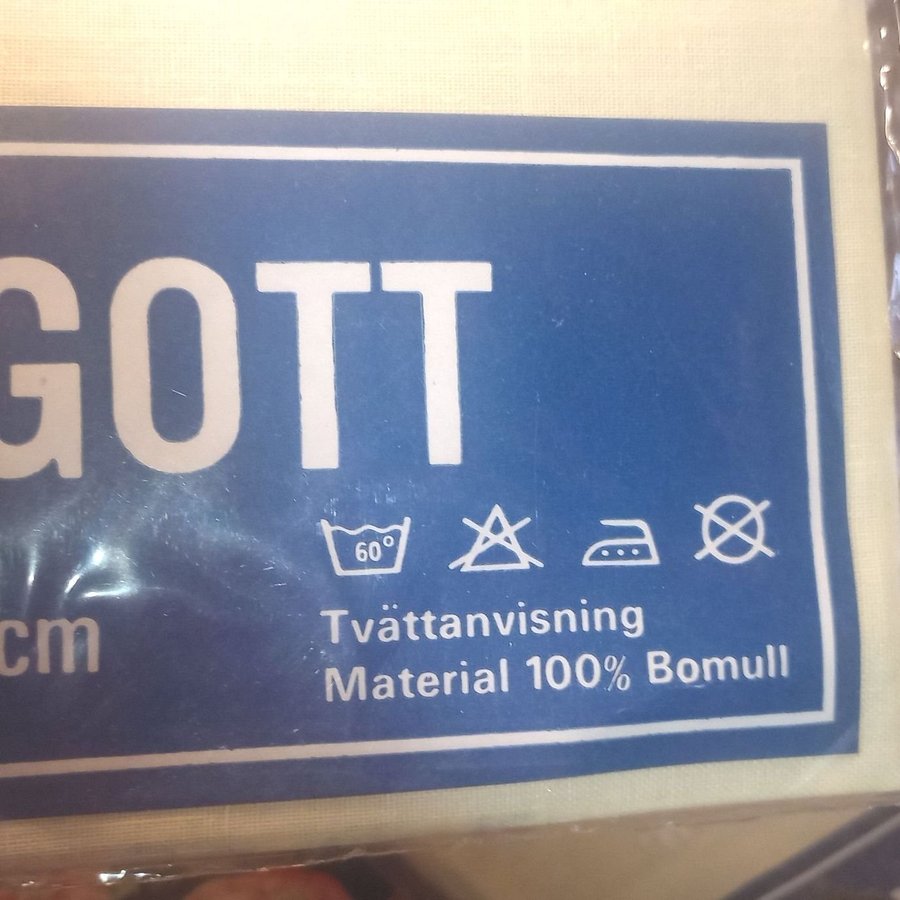 GOTT
60°
cm
Tvättanvisning
Material 100% Bomull